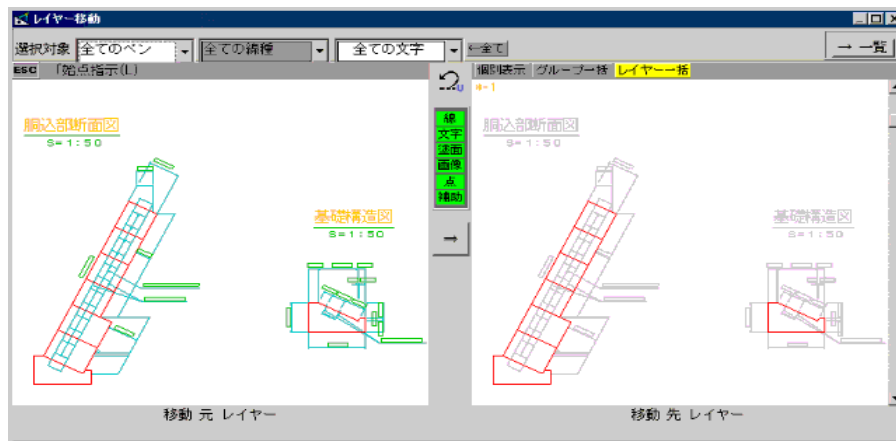 レイヤー移動
選択対象 全てのペン 全ての線種 全ての文字 ←全て → 一覧
ESC 「始点指示(L) 個別表示 グループ一括 レイヤー一括
U
*-1
胴込部断面図
S=1:50
基礎構造図
S=1:50
線
文字
塗面
画像
点
補助
→
胴込部断面図
S=1:50
基礎構造図
S=1:50
移動 元 レイヤー
移動 先 レイヤー